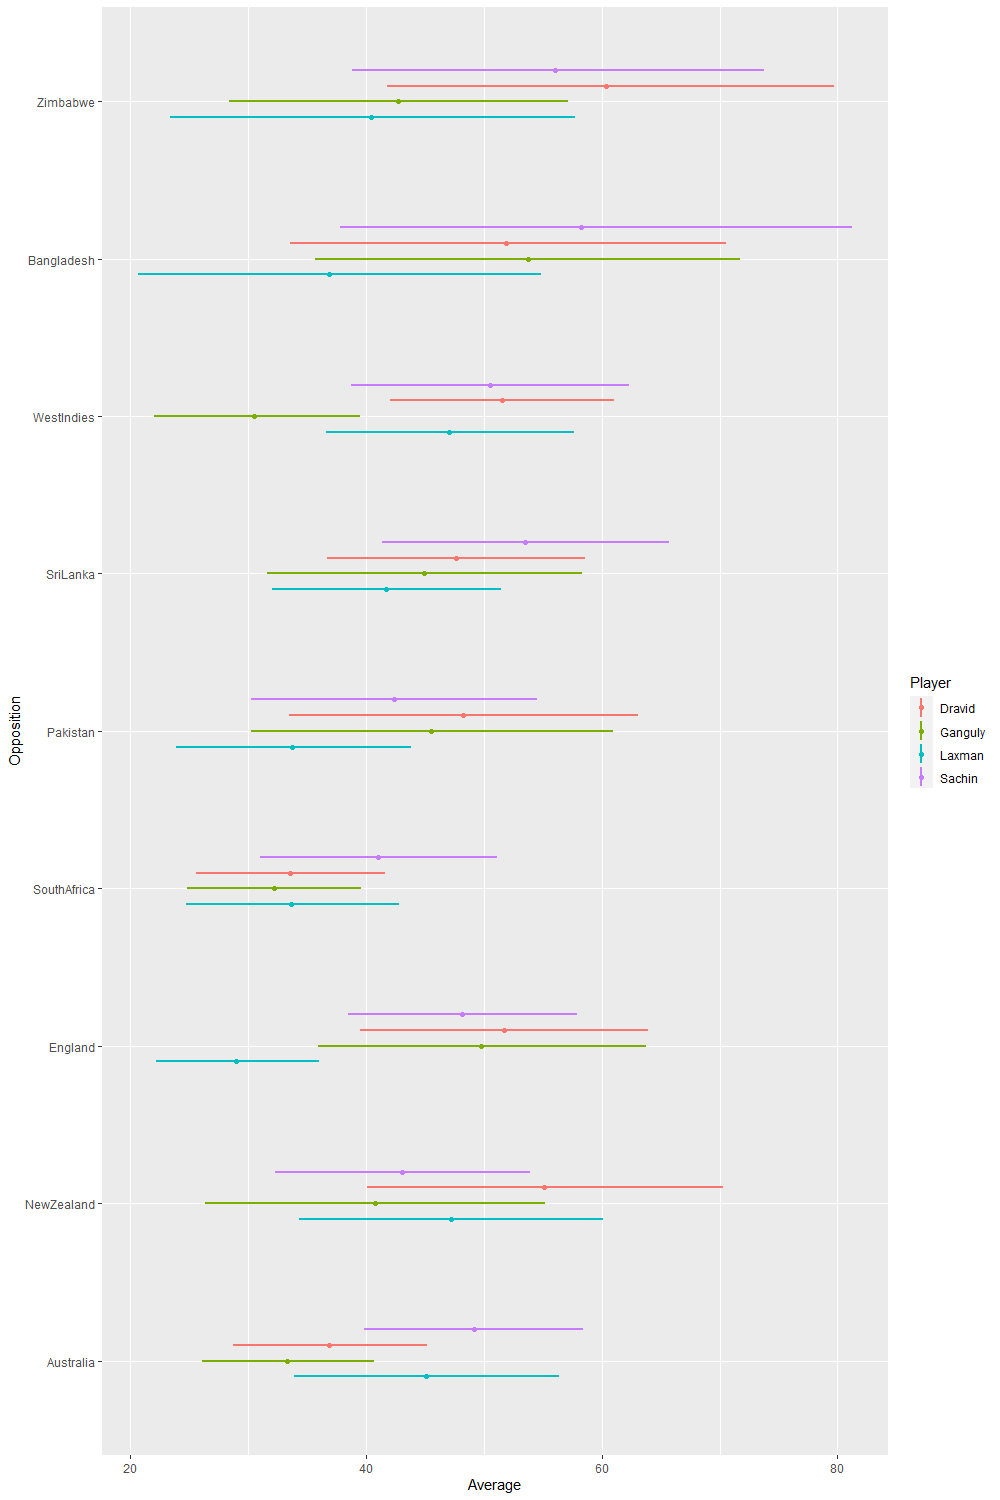 Zimbabwe
Bangladesh
WestIndies
SriLanka
Pakistan
SouthAfrica
England
NewZealand
Australia
Opposition
20 40 60 80
Average
Player
Dravid
Ganguly
Laxman
Sachin